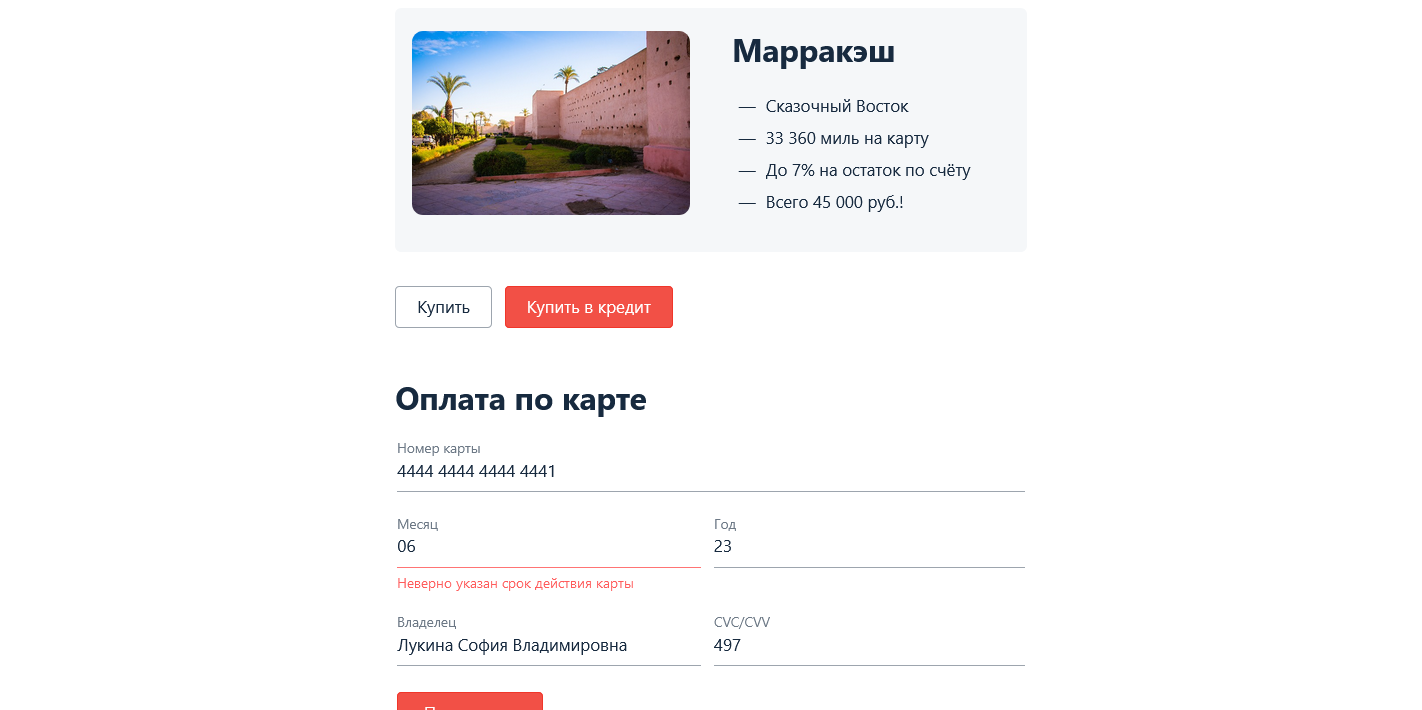 Марракэш
— Сказочный Восток
— 33 360 миль на карту
— До 7% на остаток по счёту
— Всего 45 000 руб.!
Купить
Купить в кредит
Оплата по карте
Номер карты
4444 4444 4444 4441
Месяц
Год
06
23
Неверно указан срок действия карты
Владелец
CVC/CVV
Лукина София Владимировна
497